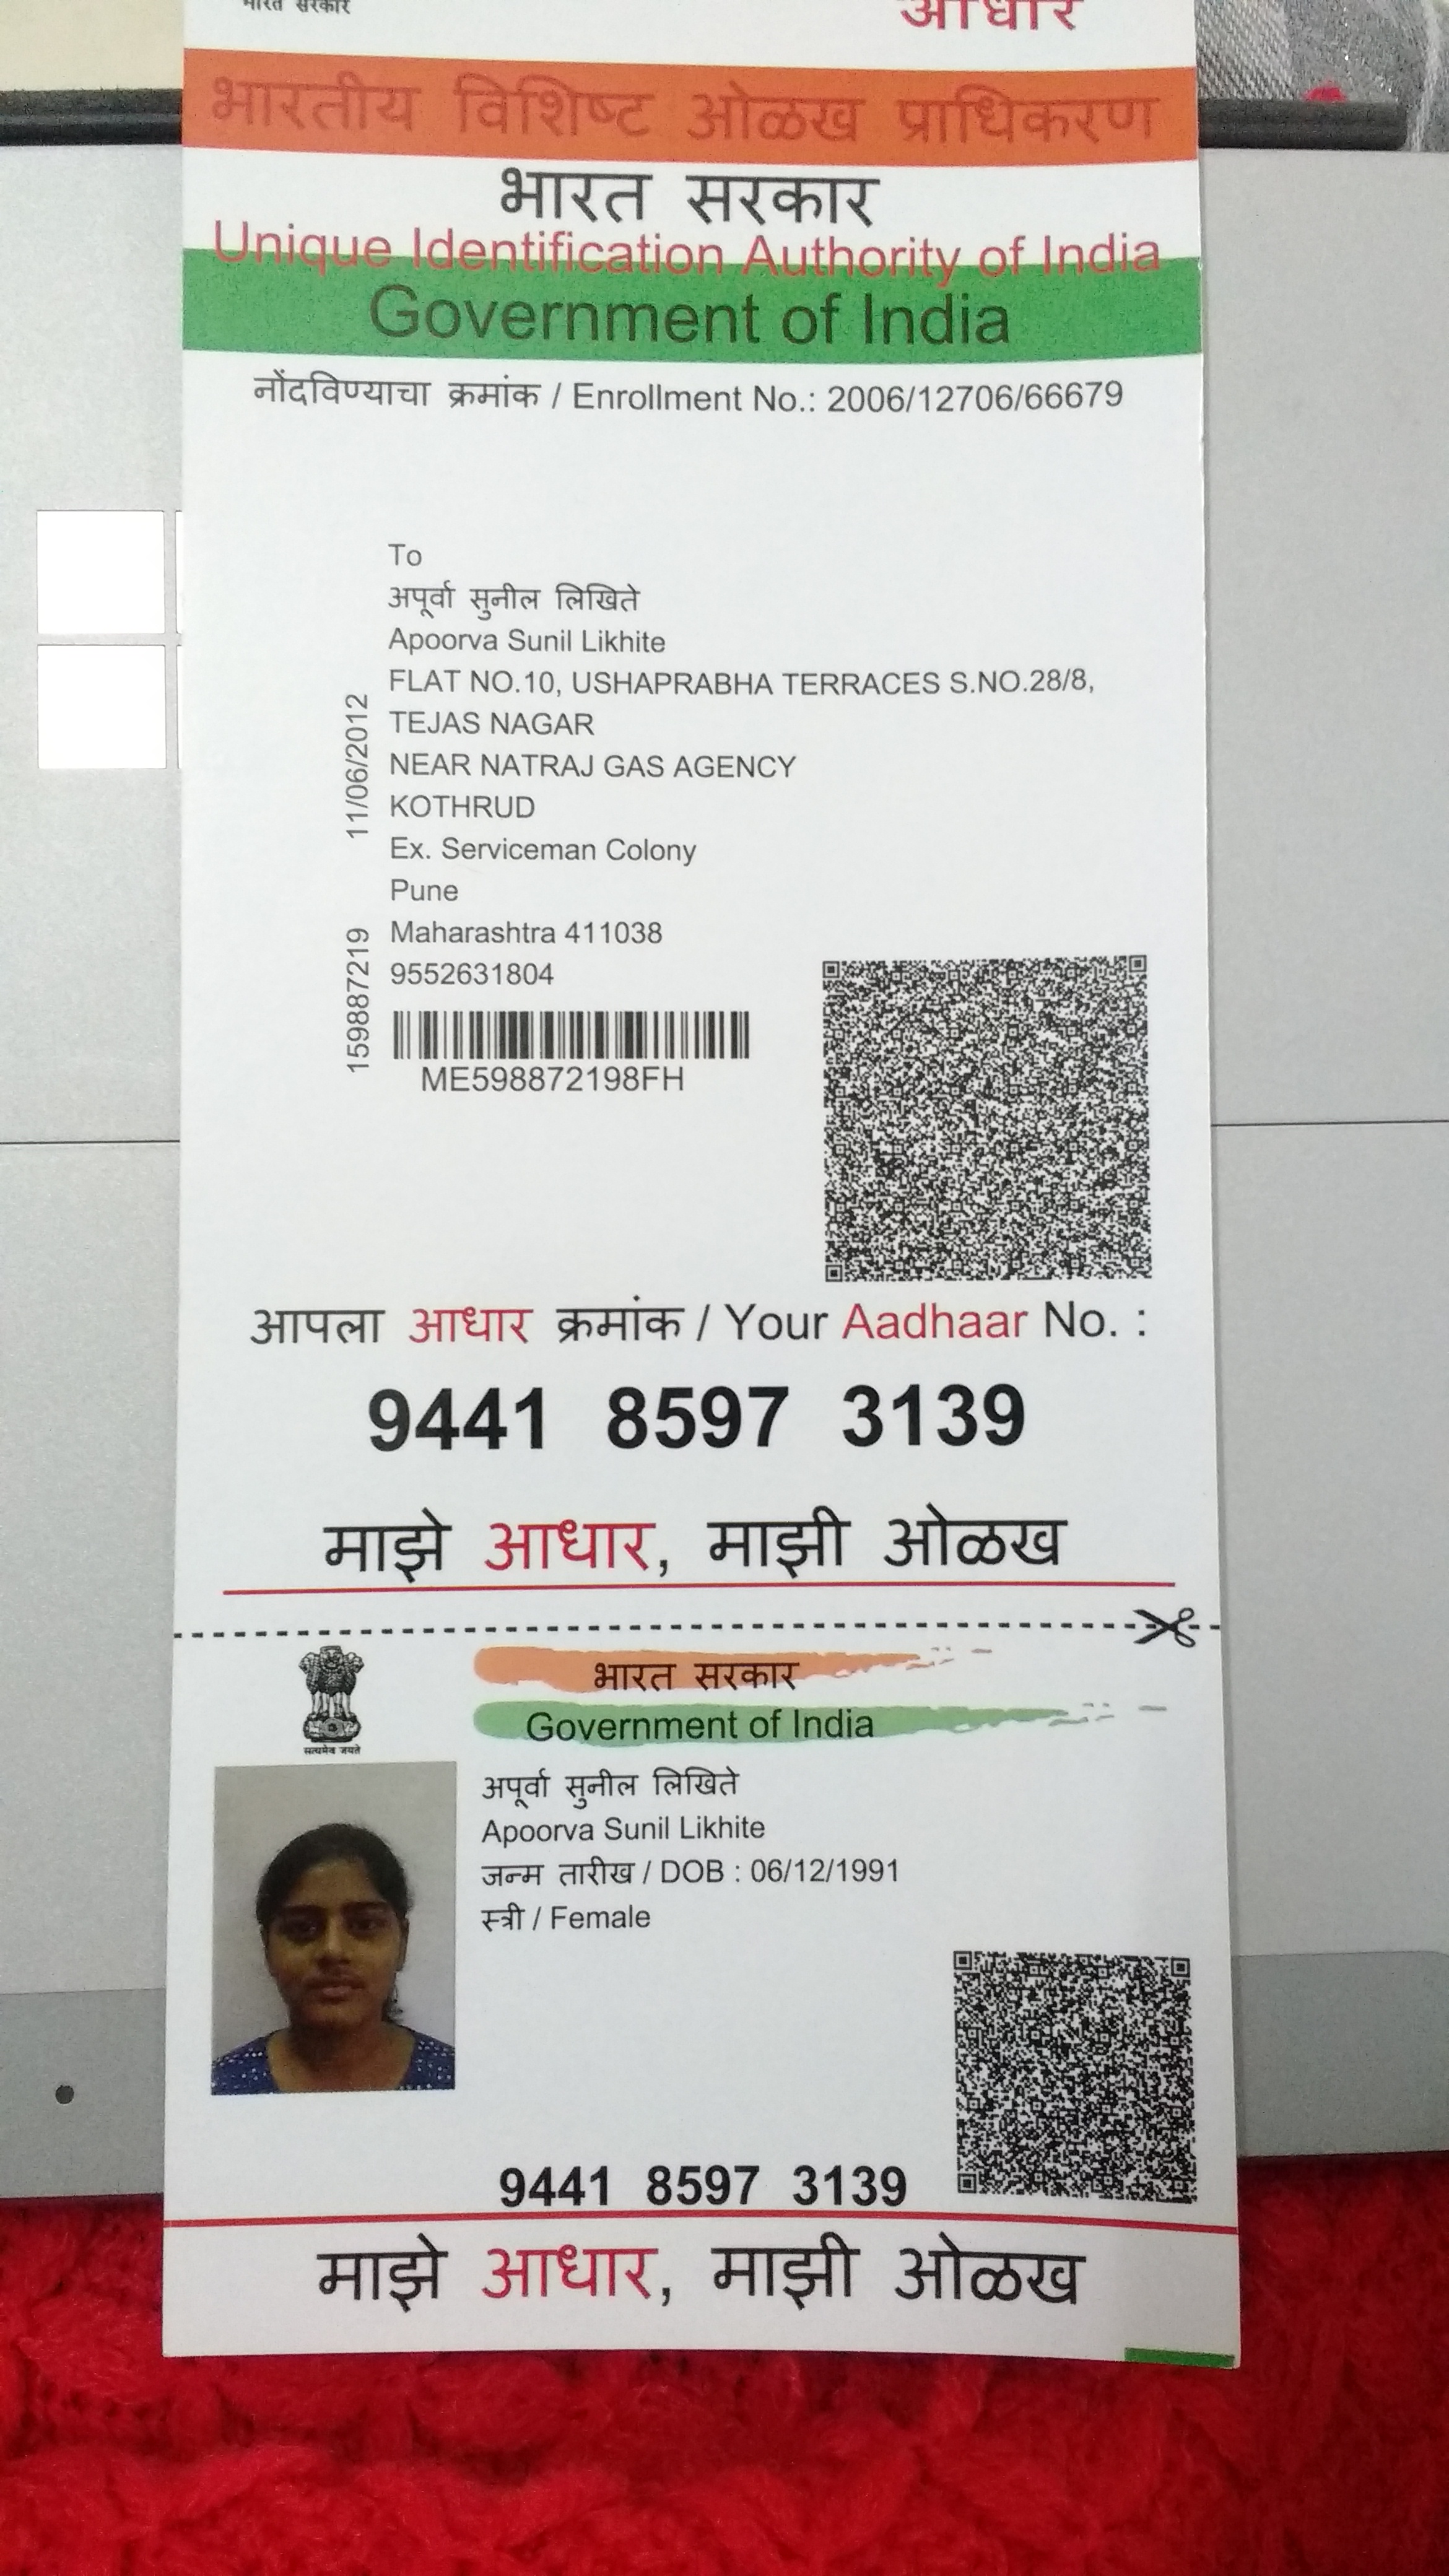 भारत सरकार
आधार
भारतीय विशिष्ट ओळख प्राधिकरण
भारत सरकार
Unique Identification Authority of India
Government of India
नोंदविण्याचा क्रमांक / Enrollment No.: 2006/12706/66679
To
अपूर्वा सुनील लिखिते
Apoorva Sunil Likhite
FLAT NO.10, USHAPRABHA TERRACES S.NO.28/8,
TEJAS NAGAR
NEAR NATRAJ GAS AGENCY
KOTHRUD
Ex. Serviceman Colony
Pune
Maharashtra 411038
9552631804
11/06/2012
159887219
ME598872198FH
आपला आधार क्रमांक / Your Aadhaar No. :
9441 8597 3139
माझे आधार, माझी ओळख
सत्यमेव जयते
भारत सरकार
Government of India
अपूर्वा सुनील लिखिते
Apoorva Sunil Likhite
जन्म तारीख / DOB : 06/12/1991
स्त्री / Female
9441 8597 3139
माझे आधार, माझी ओळख